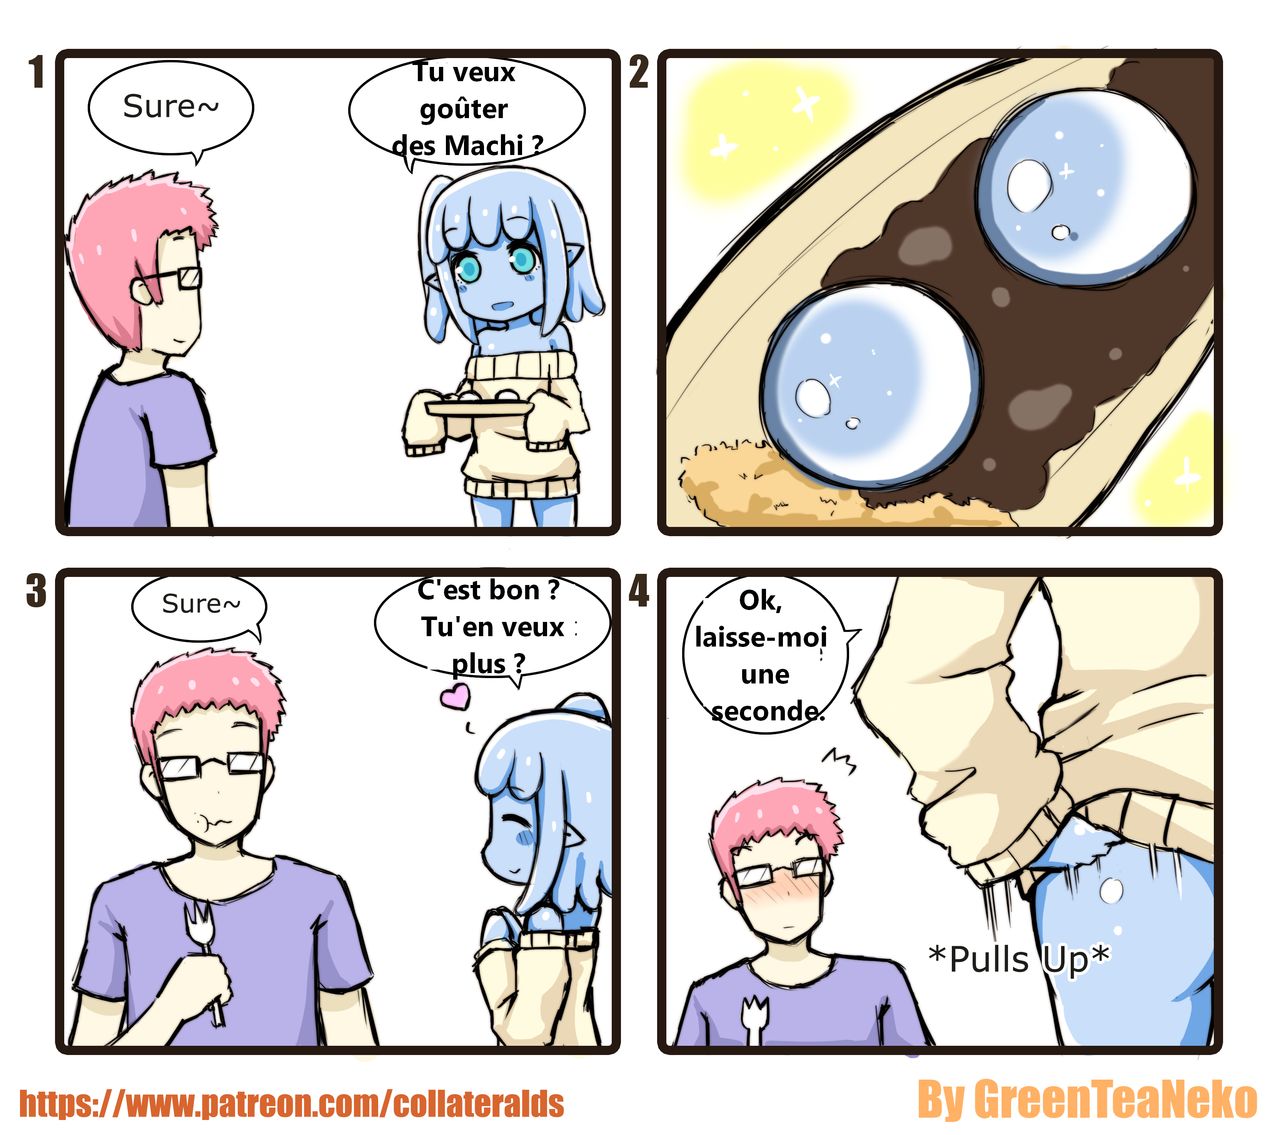 1
Sure~
Tu veux
goûter
des Machi ?
2
3
Sure~
C'est bon ?
Tu'en veux
plus ?
4
Ok,
laisse-moi
une
seconde.
*Pulls Up*
https://www.patreon.com/collateralds
By GreenTeaNeko